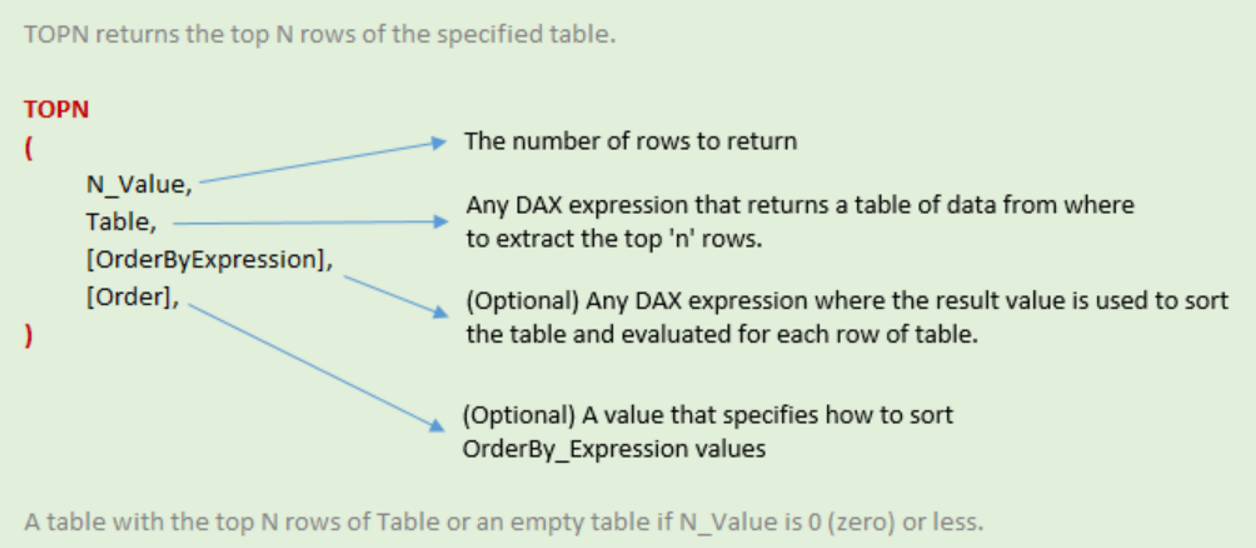 TOPN returns the top N rows of the specified table.
TOPN
(
N_Value,
The number of rows to return
Table,
Any DAX expression that returns a table of data from where
to extract the top 'n' rows.
[OrderByExpression],
(Optional) Any DAX expression where the result value is used to sort
the table and evaluated for each row of table.
[Order],
(Optional) A value that specifies how to sort
OrderBy_Expression values
)
A table with the top N rows of Table or an empty table if N_Value is 0 (zero) or less.